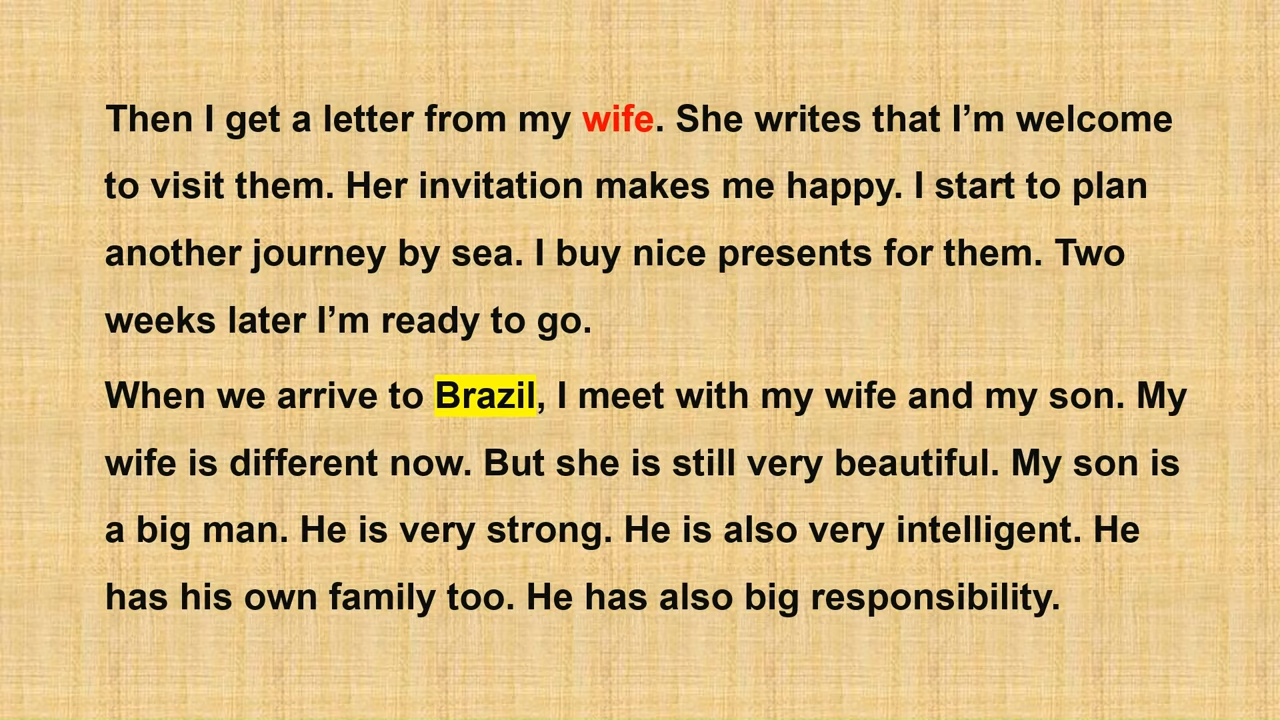 Then I get a letter from my wife. She writes that I’m welcome
to visit them. Her invitation makes me happy. I start to plan
another journey by sea. I buy nice presents for them. Two
weeks later I’m ready to go.
When we arrive to Brazil, I meet with my wife and my son. My
wife is different now. But she is still very beautiful. My son is
a big man. He is very strong. He is also very intelligent. He
has his own family too. He has also big responsibility.